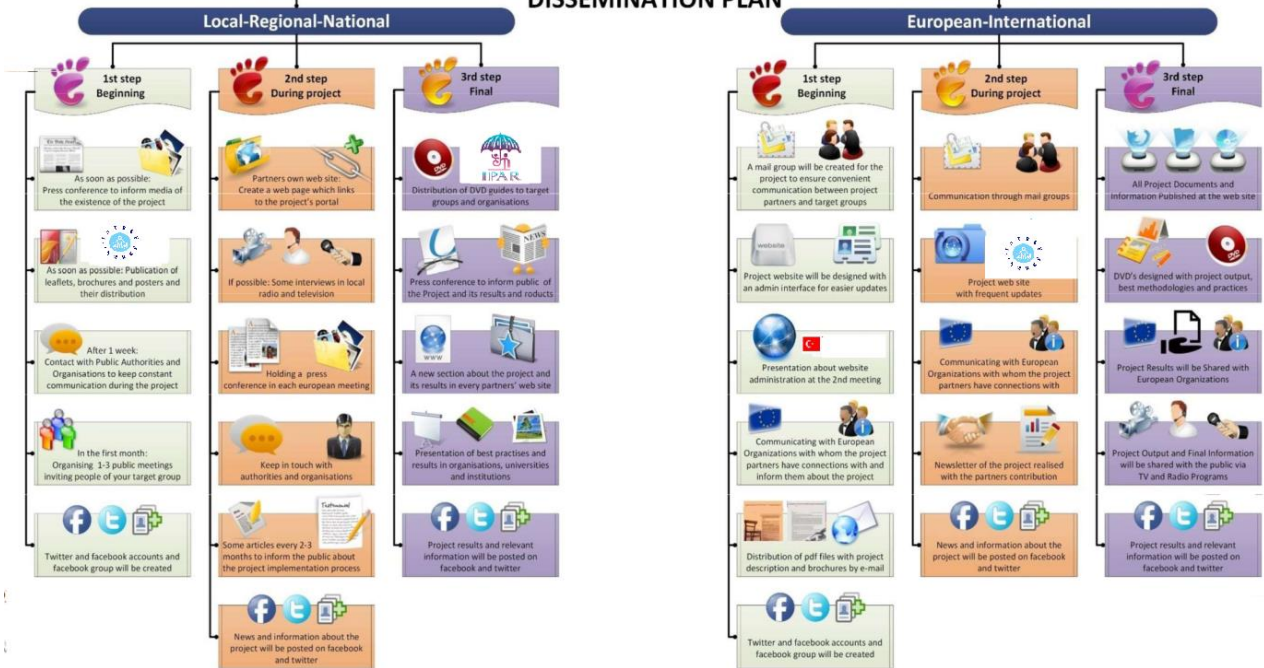 DISSEMINATION PLAN
Local-Regional-National
1st step
Beginning
As soon as possible:
Press conference to inform media of
the existence of the project
As soon as possible: Publication of
leaflets, brochures and posters and
their distribution
After 1 week:
Contact with Public Authorities and
Organisations to keep constant
communication during the project
In the first month:
Organising 1-3 public meetings
inviting people of your target group
Twitter and facebook accounts and
facebook group will be created
2nd step
During project
Partners own web site:
Create a web page which links
to the project's portal
If possible: Some interviews in local
radio and television
Holding a press
conference in each european meeting
Keep in touch with
authorities and organisations
Testimonial
Some articles every 2-3
months to inform the public about
the project implementation process
News and information about the
project will be posted on facebook
and twitter
3rd step
Final
DVD
IPAR
Distribution of DVD guides to target
groups and organisations
NEWS
Press conference to inform public of
the Project and its results and roducts
WWW
A new section about the project and
its results in every partners' web site
Presentation of best practises and
results in organisations, universities
and institutions
Project results and relevant
information will be posted on
facebook and twitter
European-International
1st step
Beginning
A mail group will be created for the
project to ensure convenient
communication between project
partners and target groups
website
Project website will be designed with
an admin interface for easier updates
Presentation about website
administration at the 2nd meeting
Communicating with European
Organizations with whom the project
partners have connections with and
inform them about the project
Distribution of pdf files with project
description and brochures by e-mail
Twitter and facebook accounts and
facebook group will be created
2nd step
During project
Communication through mail groups
Project web site
with frequent updates
Communicating with European
Organizations with whom the project
partners have connections with
Newsletter of the project realised
with the partners contribution
News and information about the
project will be posted on facebook
and twitter
3rd step
Final
All Project Documents and
Information Published at the web site
DVD
DVD's designed with project output,
best methodologies and practices
Project Results will be Shared with
European Organizations
Project Output and Final Information
will be shared with the public via
TV and Radio Programs
Project results and relevant
information will be posted on
facebook and twitter